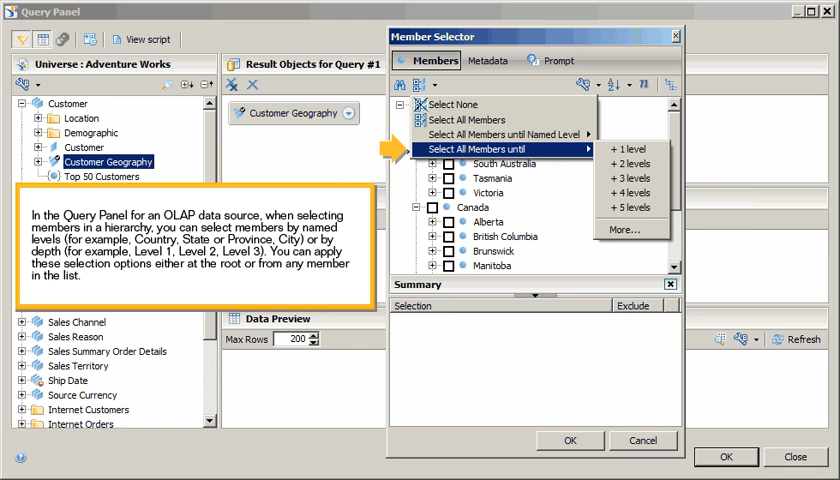 Query Panel
View script
Universe : Adventure Works
Customer
Location
Demographic
Customer
Customer Geography
Top 50 Customers
In the Query Panel for an OLAP data source, when selecting
members in a hierarchy, you can select members by named
levels (for example, Country, State or Province, City) or by
depth (for example, Level 1, Level 2, Level 3). You can apply
these selection options either at the root or from any member
in the list.
Sales Channel
Sales Reason
Sales Summary Order Details
Sales Territory
Ship Date
Source Currency
Internet Customers
Internet Orders
Result Objects for Query #1
Customer Geography
Data Preview
Max Rows 200
Refresh
Member Selector
Members Metadata Prompt
Select None
Select All Members
Select All Members until Named Level
Select All Members until
+ 1 level
+ 2 levels
+ 3 levels
+ 4 levels
+ 5 levels
More...
South Australia
Tasmania
Victoria
Canada
Alberta
British Columbia
Brunswick
Manitoba
Summary
Selection Exclude
OK Cancel
OK Close